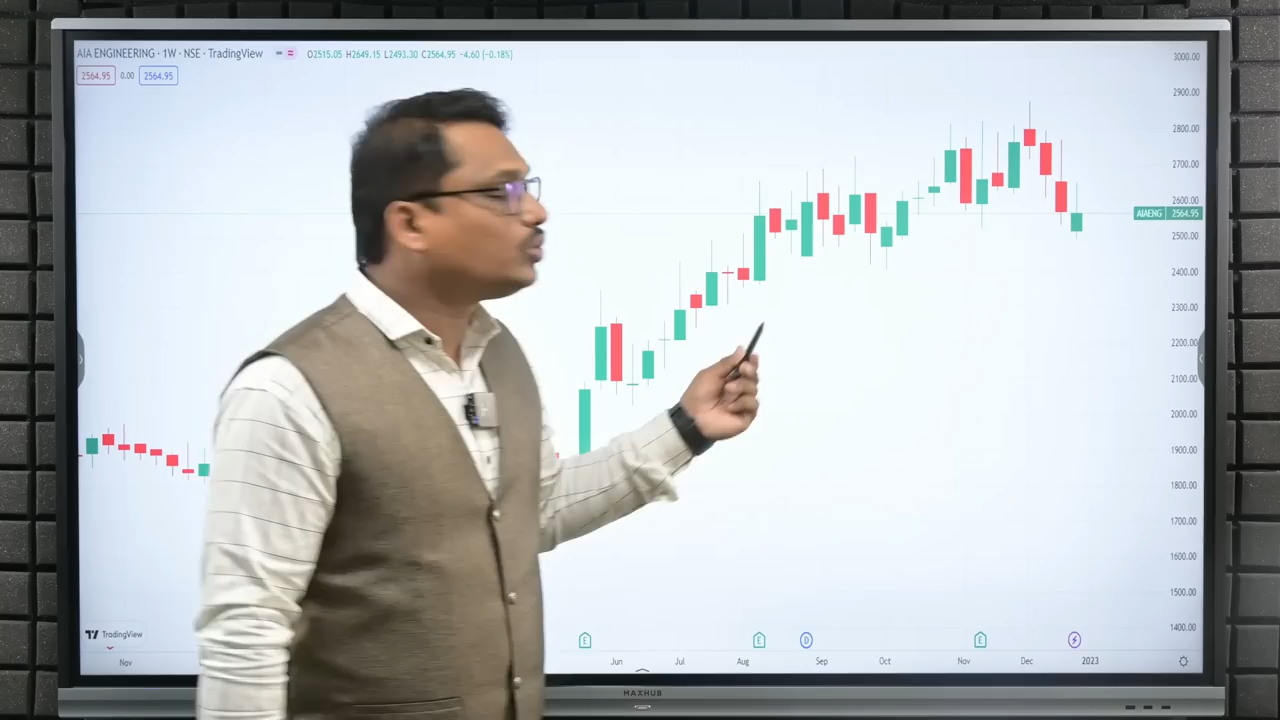 AIA ENGINEERING · 1W · NSE · TradingView O2515.05 H2649.15 L2493.30 C2564.95 −4.60 (−0.18%)
2564.95 0.00 2564.95
3000.00
2900.00
2800.00
2700.00
2600.00
AIAENG 2564.95
2500.00
2400.00
2300.00
2200.00
2100.00
2000.00
1900.00
1800.00
1700.00
1600.00
1500.00
1400.00
E E D E
TradingView
Nov Jun Jul Aug Sep Oct Nov Dec 2023
MAXHUB